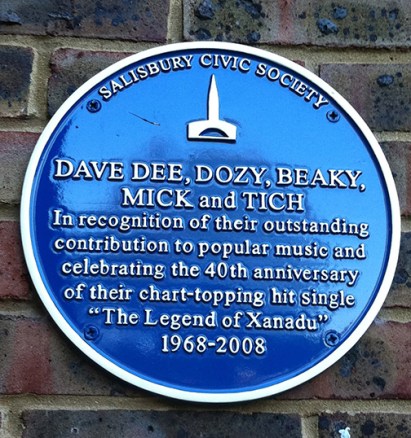 SALISBURY CIVIC SOCIETY
DAVE DEE, DOZY, BEAKY,
MICK and TICH
In recognition of their outstanding
contribution to popular music and
celebrating the 40th anniversary
of their chart-topping hit single
"The Legend of Xanadu"
1968-2008